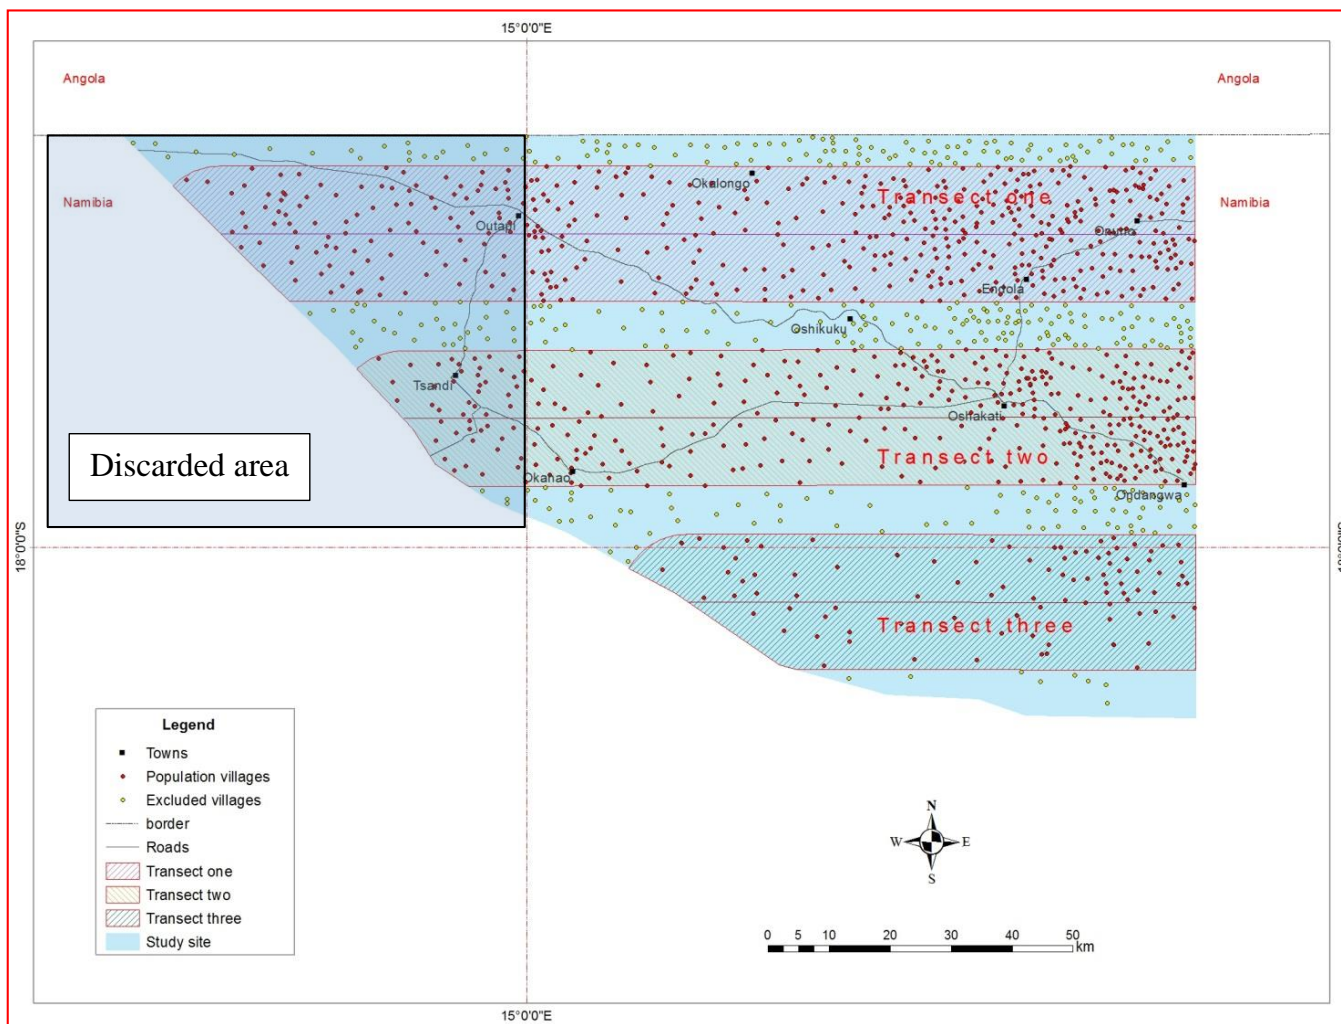 15°0'0"E
Angola
Angola
Namibia
Namibia
Okalongo
Transect one
Outapi
Engela
Oshikuku
Tsandi
Oshakati
Discarded area
Transect two
Okahao
Ondangwa
18°0'0"S
Transect three
Legend
Towns
Population villages
Excluded villages
border
Roads
Transect one
Transect two
Transect three
Study site
N
W E
S
0 5 10 20 30 40 50
km
15°0'0"E